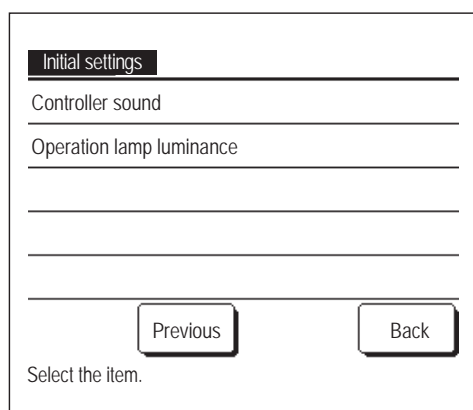 Initial settings
Controller sound
Operation lamp luminance
Previous Back
Select the item.